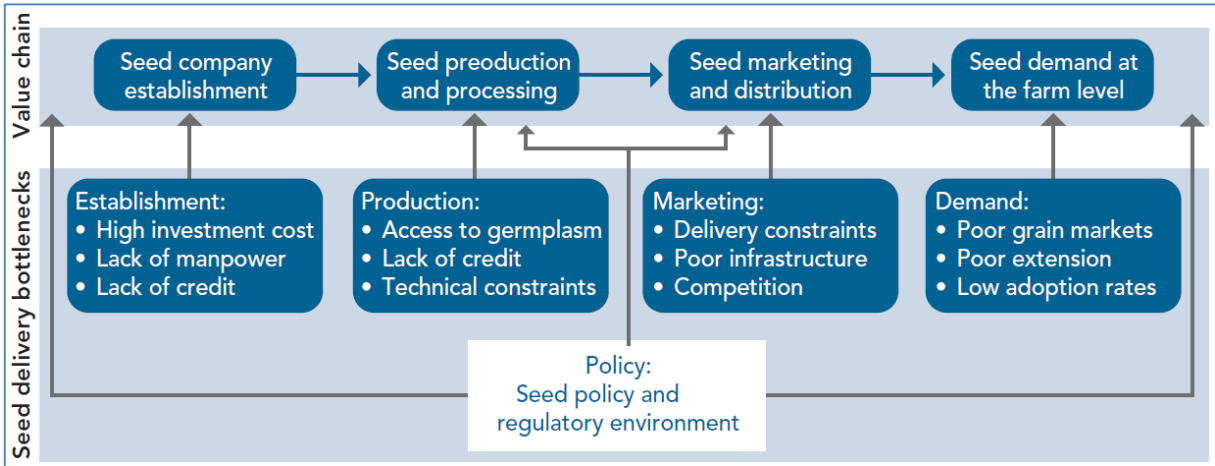 Value chain
Seed company
establishment
Seed preoduction
and processing
Seed marketing
and distribution
Seed demand at
the farm level
Seed delivery bottlenecks
Establishment:
• High investment cost
• Lack of manpower
• Lack of credit
Production:
• Access to germplasm
• Lack of credit
• Technical constraints
Marketing:
• Delivery constraints
• Poor infrastructure
• Competition
Demand:
• Poor grain markets
• Poor extension
• Low adoption rates
Policy:
Seed policy and
regulatory environment